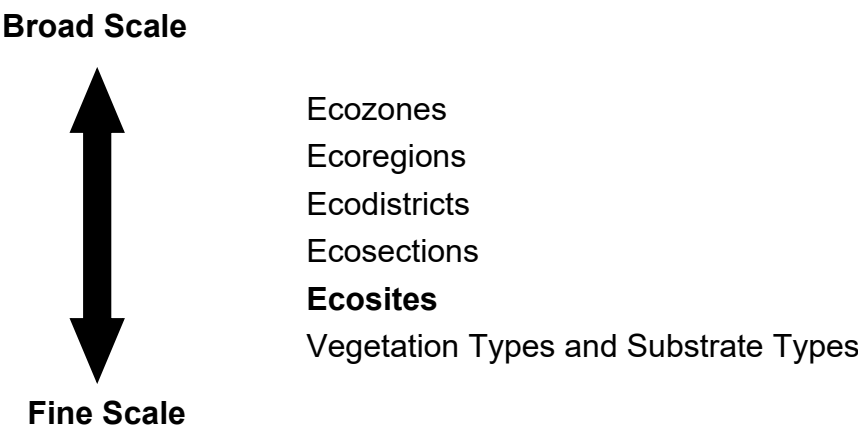 Broad Scale
Ecozones
Ecoregions
Ecodistricts
Ecosections
Ecosites
Vegetation Types and Substrate Types
Fine Scale